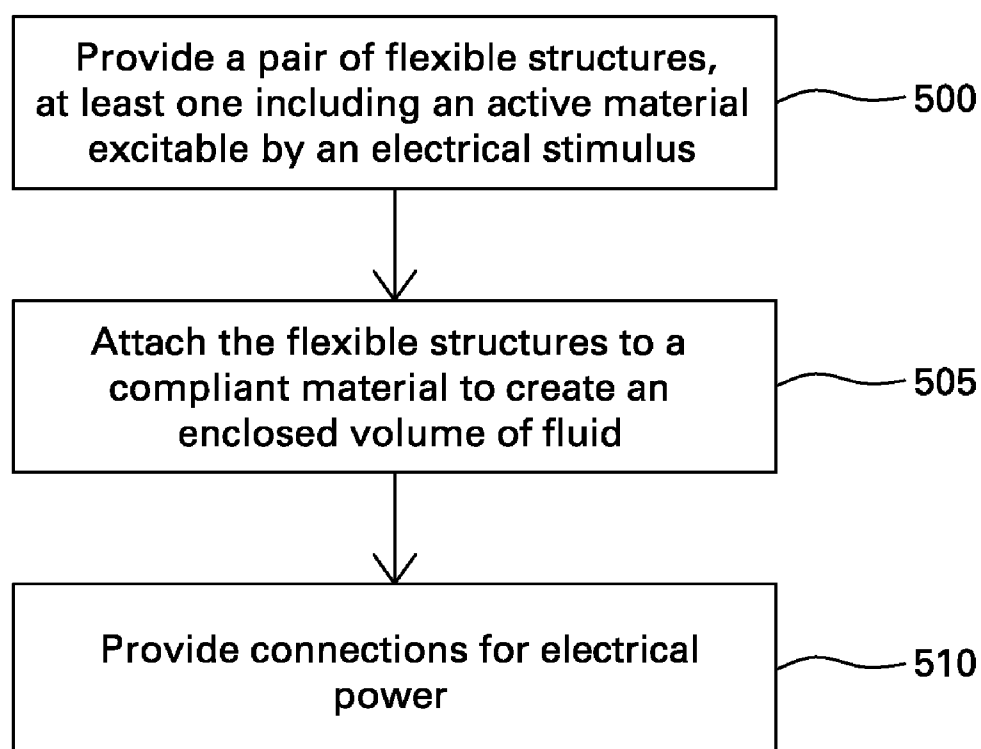 Provide a pair of flexible structures,
at least one including an active material
excitable by an electrical stimulus
500
Attach the flexible structures to a
compliant material to create an
enclosed volume of fluid
505
Provide connections for electrical
power
510